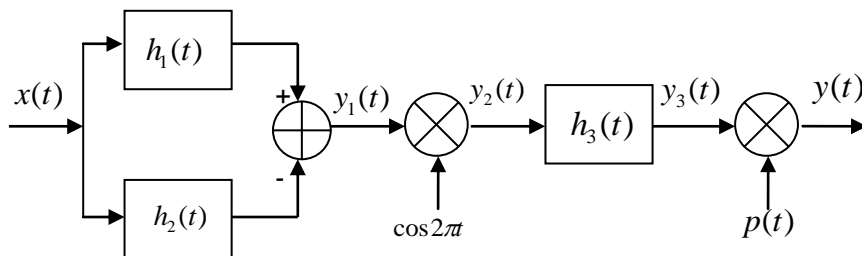 h₁(t)
x(t)
+
y₁(t)
y₂(t)
h₃(t)
y₃(t)
y(t)
-
h₂(t)
cos2πt
p(t)